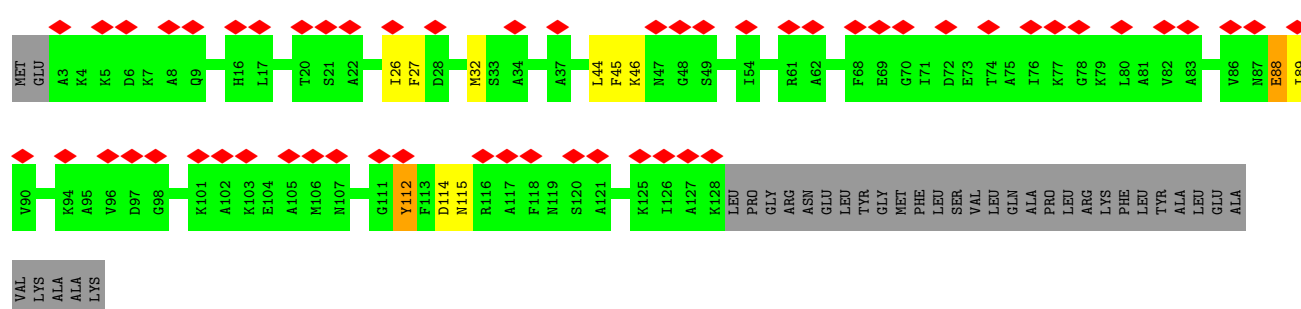 MET GLU A3 K4 K5 D6 K7 A8 Q9 H16 L17 T20 S21 A22 I26 F27 D28 M32 S33 A34 A37 L44 F45 K46 N47 G48 S49 I54 R61 A62 F68 E69 G70 I71 D72 E73 T74 A75 I76 K77 G78 K79 L80 A81 V82 A83 V86 N87 E88 I89
V90 K94 A95 V96 D97 G98 K101 A102 K103 E104 A105 M106 N107 G111 Y112 F113 D114 N115 R116 A117 F118 N119 S120 A121 K125 I126 A127 K128 LEU PRO GLY ARG ASN GLU LEU TYR GLY MET PHE LEU SER VAL LEU GLN ALA PRO LEU ARG LYS PHE LEU TYR ALA LEU GLU ALA
VAL LYS ALA ALA LYS